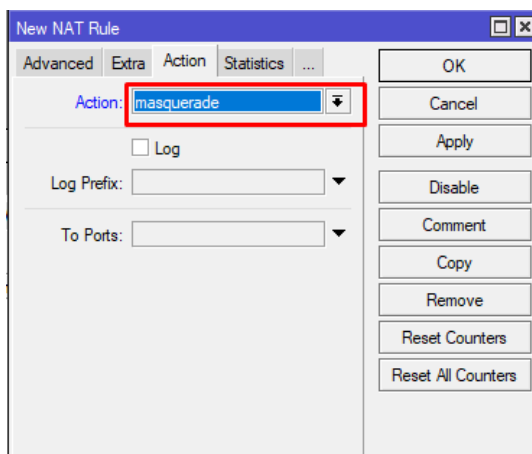 New NAT Rule
Advanced Extra Action Statistics ...
Action: masquerade
Log
Log Prefix:
To Ports:
OK
Cancel
Apply
Disable
Comment
Copy
Remove
Reset Counters
Reset All Counters